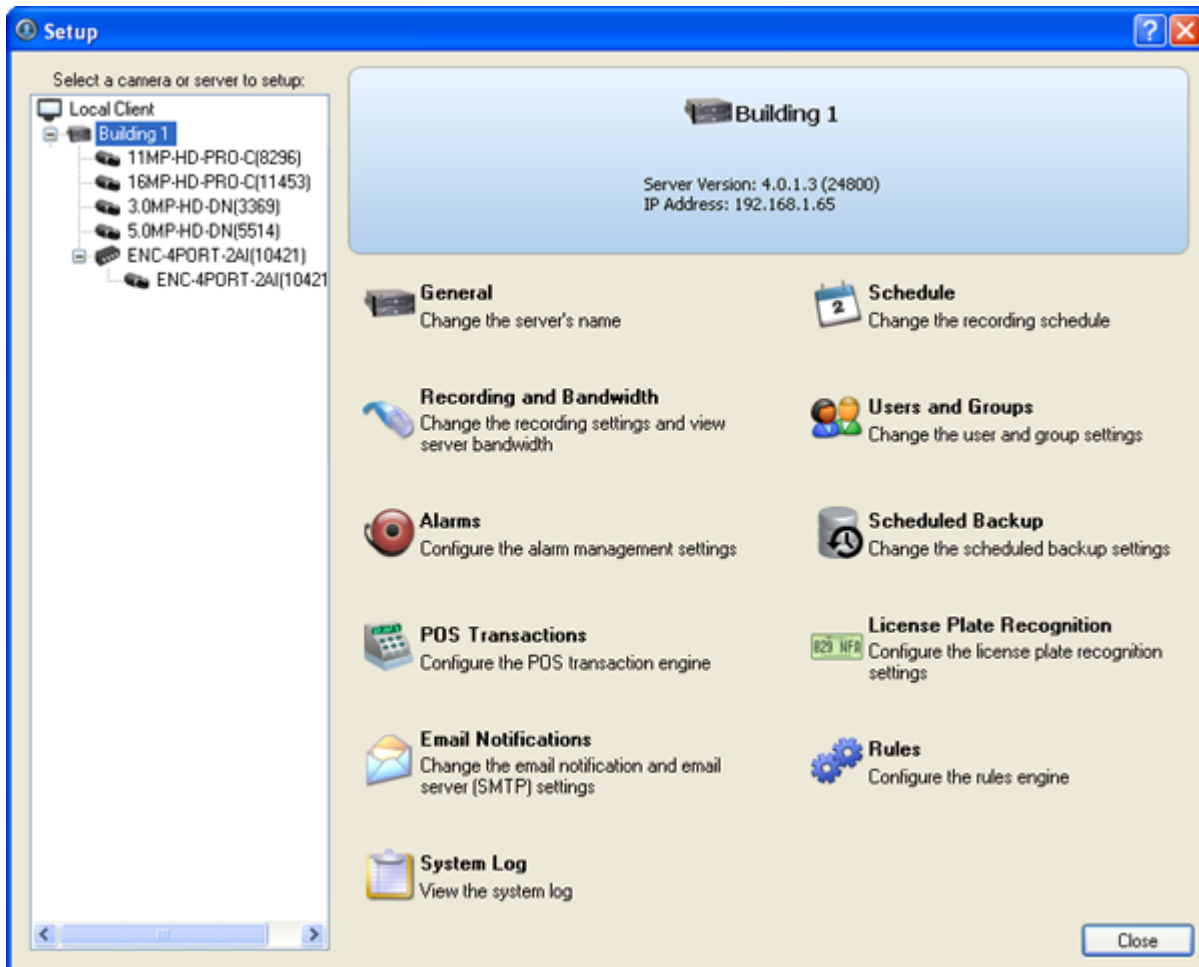 Setup
Select a camera or server to setup:
Local Client
Building 1
11MP-HD-PRO-C(8296)
16MP-HD-PRO-C(11453)
3.0MP-HD-DN(3369)
5.0MP-HD-DN(5514)
ENC-4PORT-2AI(10421)
ENC-4PORT-2AI(10421
Building 1
Server Version: 4.0.1.3 (24800)
IP Address: 192.168.1.65
General
Change the server's name
Schedule
Change the recording schedule
2
Recording and Bandwidth
Change the recording settings and view
server bandwidth
Users and Groups
Change the user and group settings
Alarms
Configure the alarm management settings
Scheduled Backup
Change the scheduled backup settings
POS Transactions
Configure the POS transaction engine
License Plate Recognition
Configure the license plate recognition
settings
829 NFA
Email Notifications
Change the email notification and email
server (SMTP) settings
Rules
Configure the rules engine
System Log
View the system log
Close